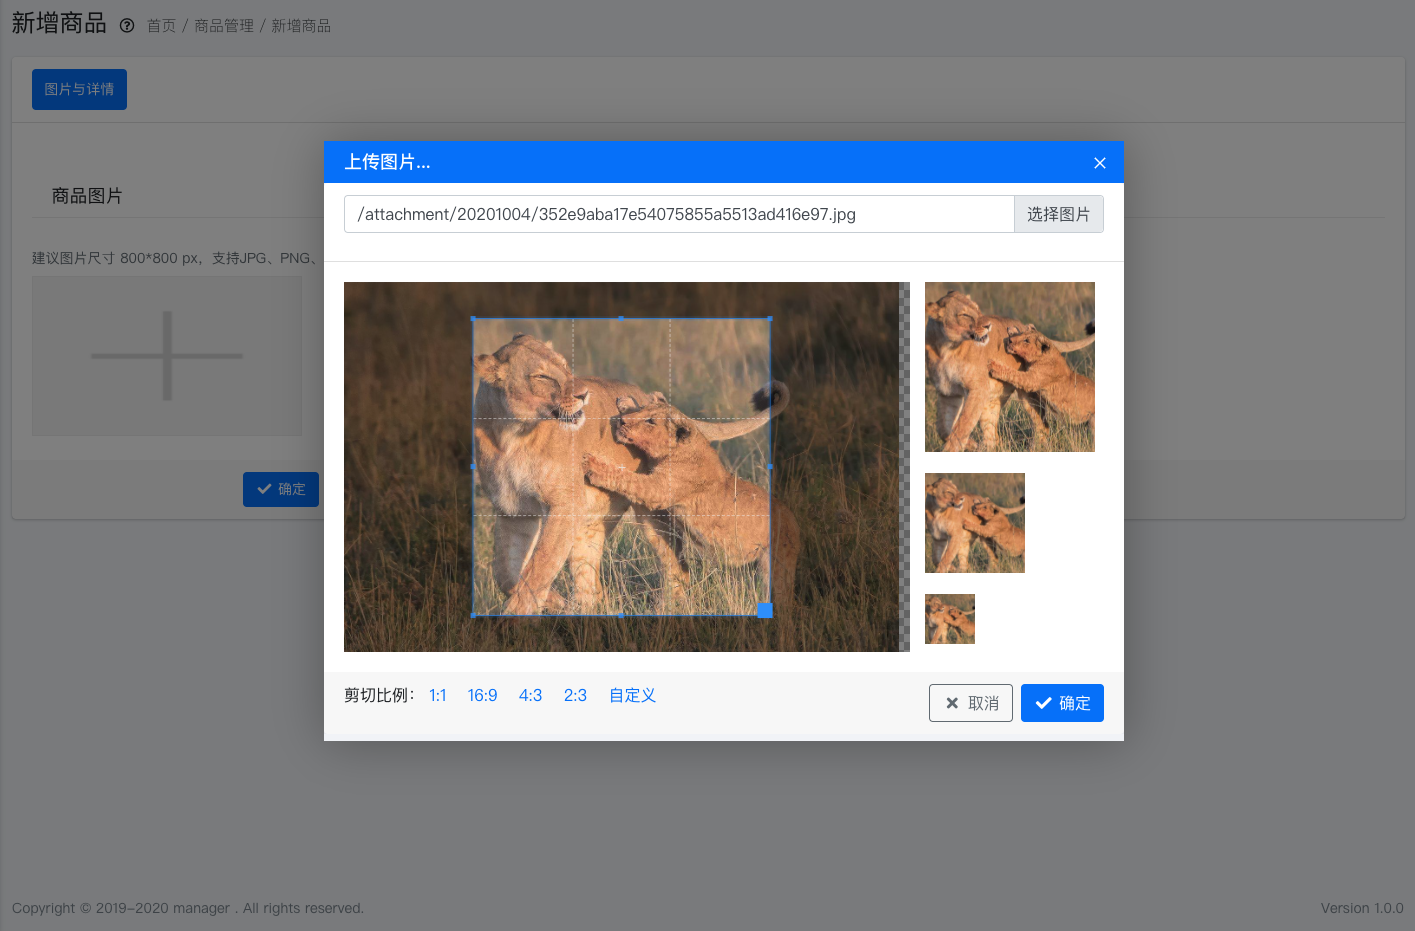 新增商品 首页 / 商品管理 / 新增商品
图片与详情
商品图片
建议图片尺寸 800*800 px，支持JPG、PNG、
确定
上传图片...
/attachment/20201004/352e9aba17e54075855a5513ad416e97.jpg 选择图片
剪切比例： 1:1 16:9 4:3 2:3 自定义
取消 确定
Copyright © 2019-2020 manager . All rights reserved. Version 1.0.0